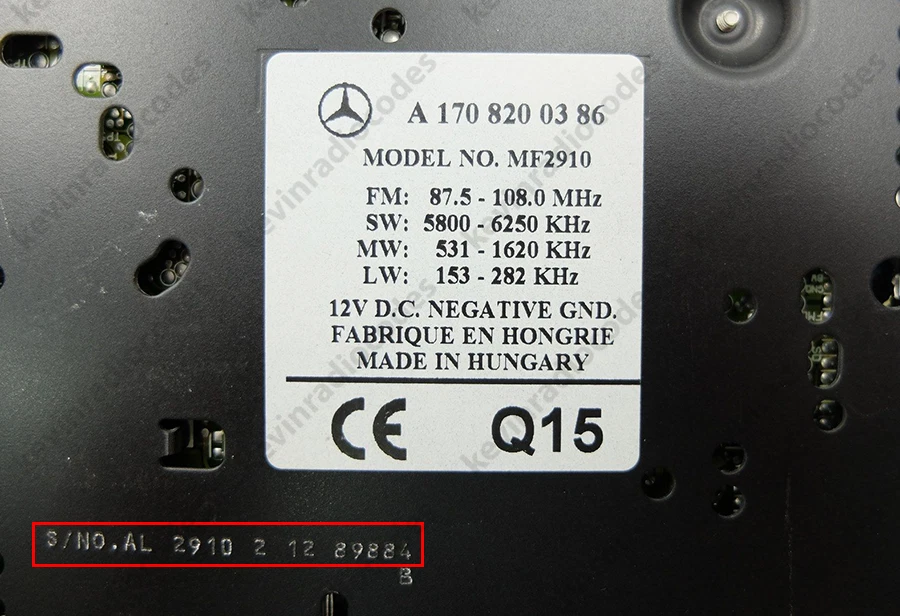 A 170 820 03 86
MODEL NO. MF2910
FM: 87.5 - 108.0 MHz
SW: 5800 - 6250 KHz
MW: 531 - 1620 KHz
LW: 153 - 282 KHz
12V D.C. NEGATIVE GND.
FABRIQUE EN HONGRIE
MADE IN HUNGARY
CE Q15
S/NO.AL 2910 2 12 89884
B
kevinradiocodes